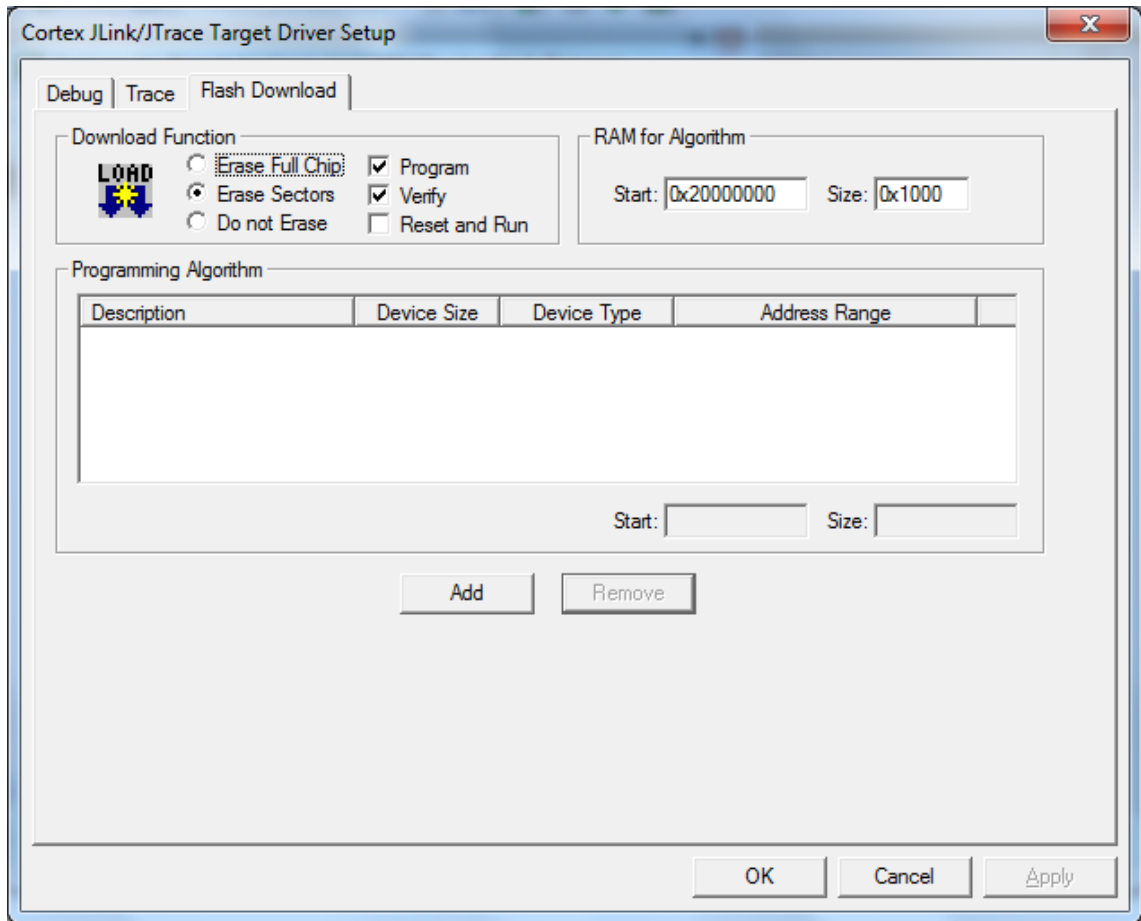 Cortex JLink/JTrace Target Driver Setup
Debug Trace Flash Download
Download Function
LOAD
Erase Full Chip
Erase Sectors
Do not Erase
Program
Verify
Reset and Run
RAM for Algorithm
Start: 0x20000000 Size: 0x1000
Programming Algorithm
Description Device Size Device Type Address Range
Start: Size:
Add Remove
OK Cancel Apply